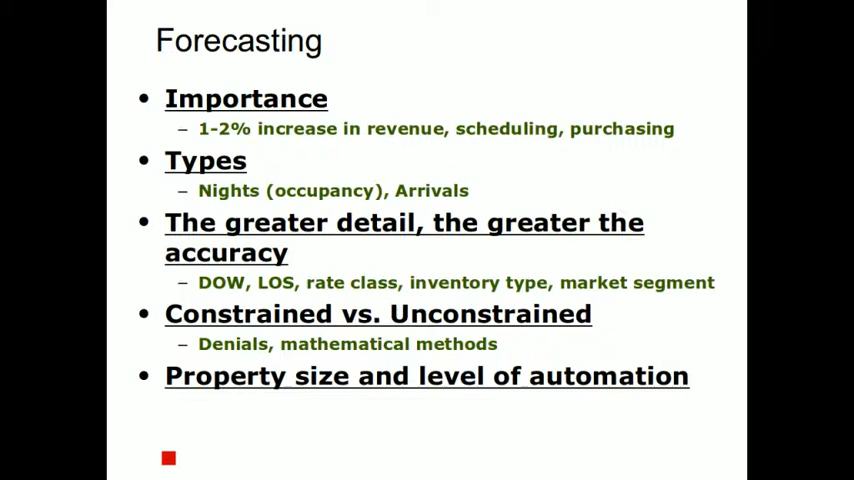 Forecasting
• Importance
– 1-2% increase in revenue, scheduling, purchasing
• Types
– Nights (occupancy), Arrivals
• The greater detail, the greater the
accuracy
– DOW, LOS, rate class, inventory type, market segment
• Constrained vs. Unconstrained
– Denials, mathematical methods
• Property size and level of automation